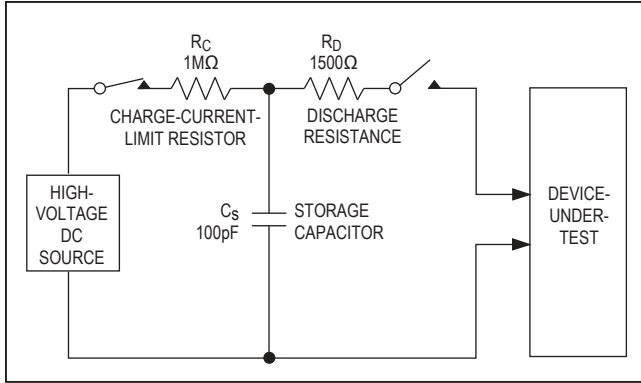 RC
1MΩ
CHARGE-CURRENT-
LIMIT RESISTOR
RD
1500Ω
DISCHARGE
RESISTANCE
HIGH-
VOLTAGE
DC
SOURCE
CS
100pF
STORAGE
CAPACITOR
DEVICE-
UNDER-
TEST